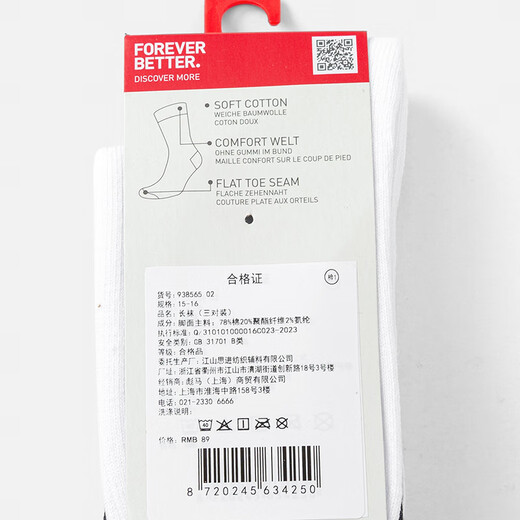 FOREVER
BETTER.
DISCOVER MORE
SOFT COTTON
WEICHE BAUMWOLLE
COTON DOUX
COMFORT WELT
OHNE GUMMI IM BUND
MAILLE CONFORT SUR LE COUP DE PIED
FLAT TOE SEAM
FLACHE ZEHENNAHT
COUTURE PLATE AUX ORTEILS
合格证
检1
货号: 938565 02
规格: 15-16
品名: 长袜（三对装）
成分: 脚面主料: 78%棉20%聚酯纤维2%氨纶
执行标准: Q/310101000016C023-2023
安全类别: GB 31701 B类
等级: 合格品
委托生产厂: 江山思进纺织辅料有限公司
厂址: 浙江省衢州市江山市清湖街道创新路18号3号楼
经销商: 彪马（上海）商贸有限公司
地址: 上海市淮海中路158号3楼
电话: 021-2330 6666
洗涤说明:
40
价格: RMB 89
8 720245 634250